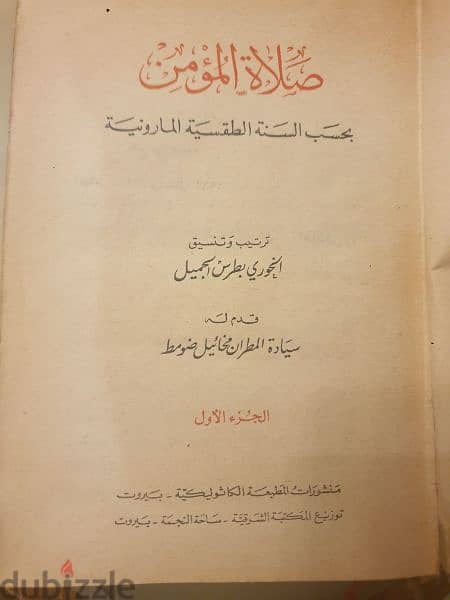 صلاة المؤمن
بحسب السنة الطقسية المارونية
ترتيب وتنسيق
الخوري بطرس الجميل
قدم له
سيادة المطران مخائيل ضومط
الجزء الأول
منشورات المطبعة الكاثوليكية - بيروت
توزيع المكتبة الشرقية - ساحة النجمة - بيروت
dubizzle